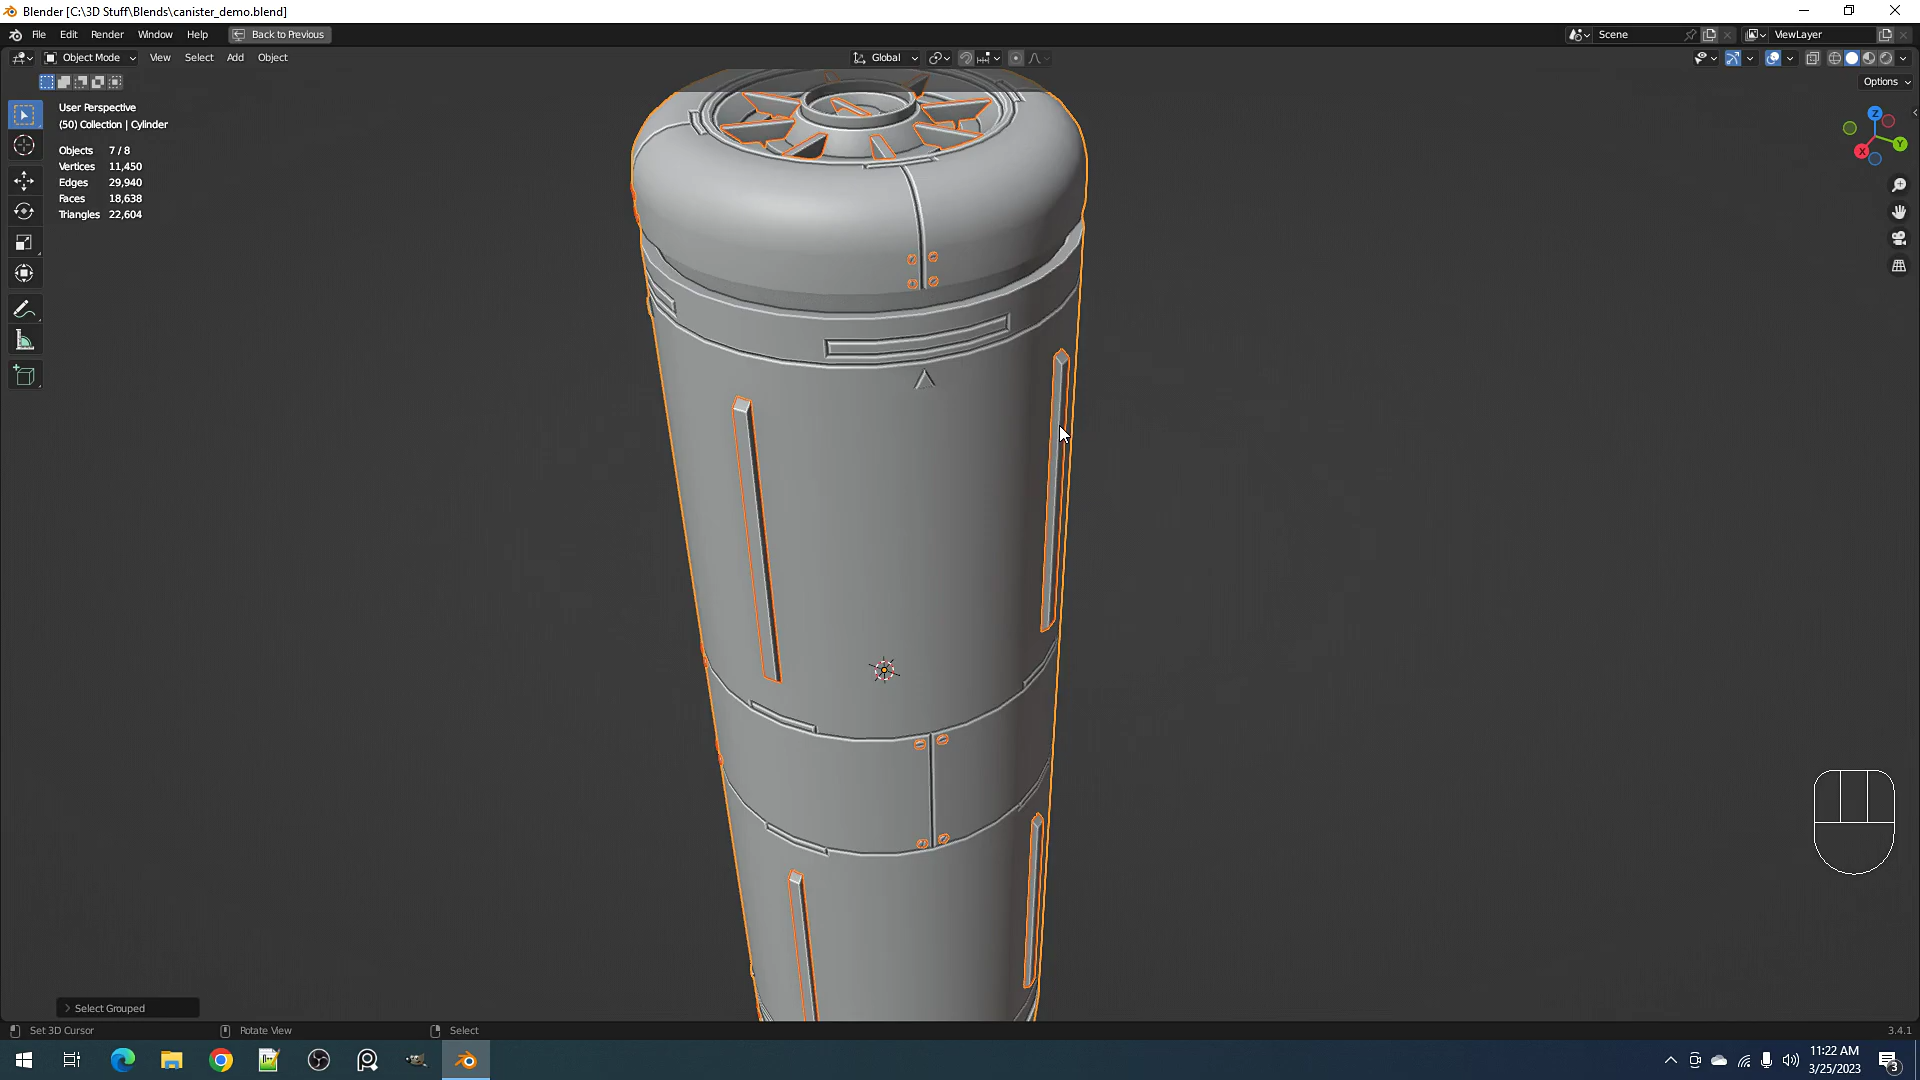 Blender [C:\3D Stuff\Blends\canister_demo.blend]
File Edit Render Window Help Back to Previous Scene ViewLayer
Object Mode View Select Add Object Global
Options
User Perspective
(50) Collection | Cylinder
Objects 7 / 8
Vertices 11,450
Edges 29,940
Faces 18,638
Triangles 22,604
Z
Y
X
Select Grouped
Set 3D Cursor Rotate View Select 3.4.1
11:22 AM
3/25/2023
3